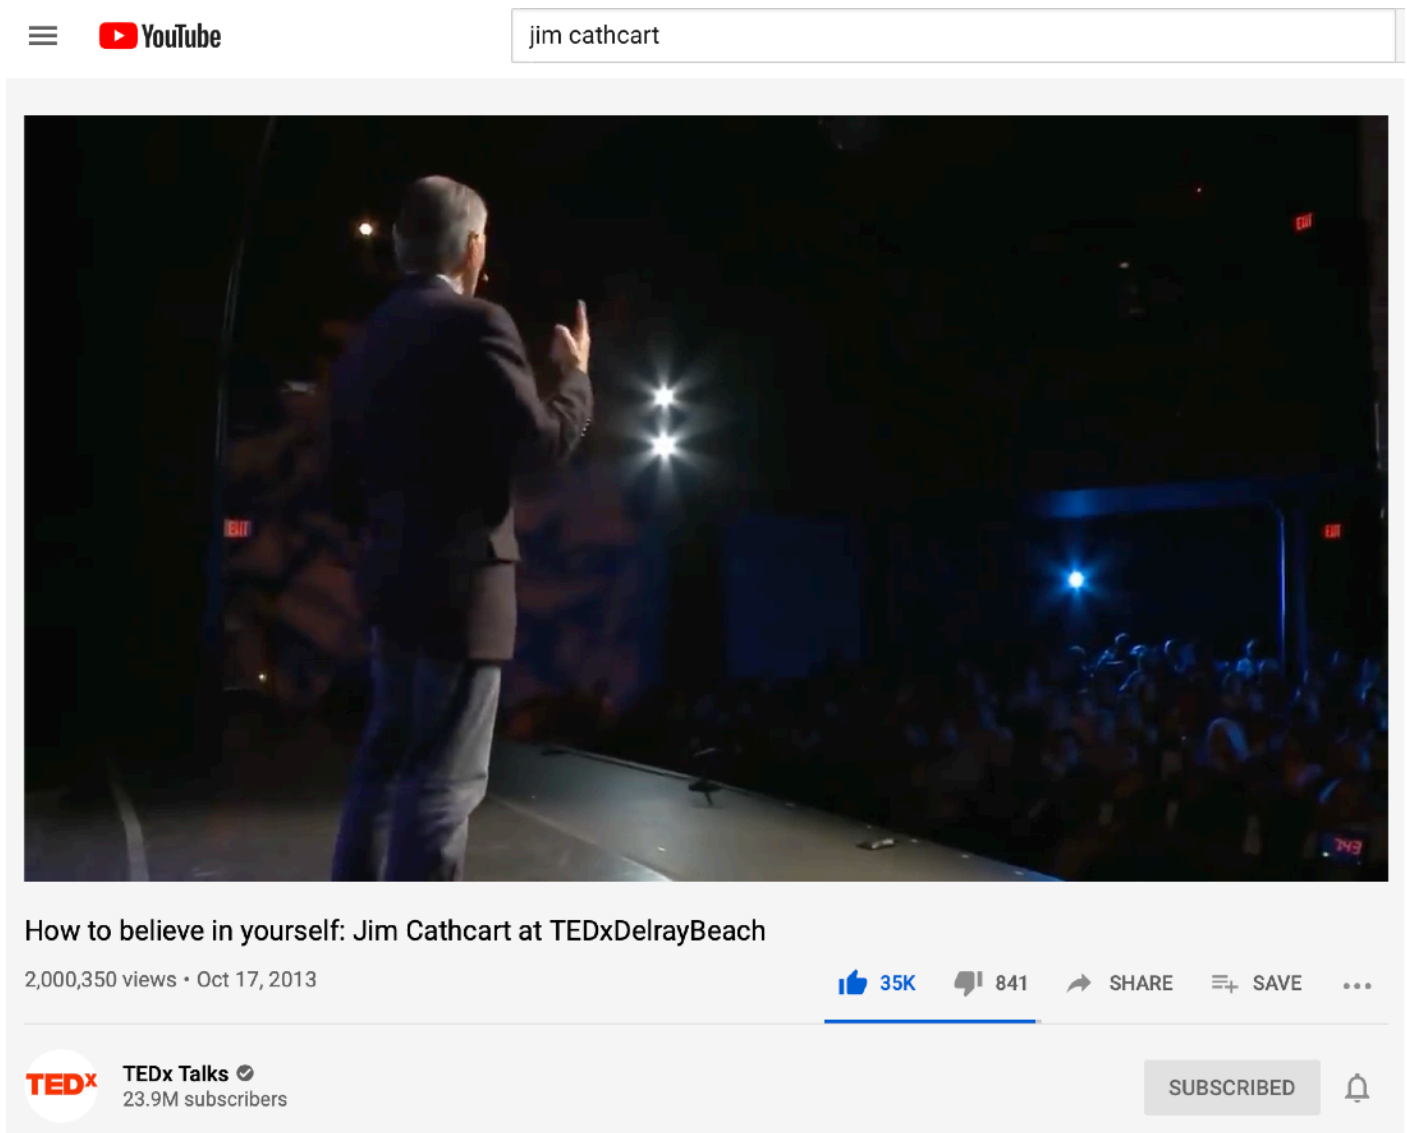 YouTube
jim cathcart
EXIT
EXIT
EXIT
743
How to believe in yourself: Jim Cathcart at TEDxDelrayBeach
2,000,350 views • Oct 17, 2013
35K 841 SHARE SAVE
TEDx
TEDx Talks
23.9M subscribers
SUBSCRIBED